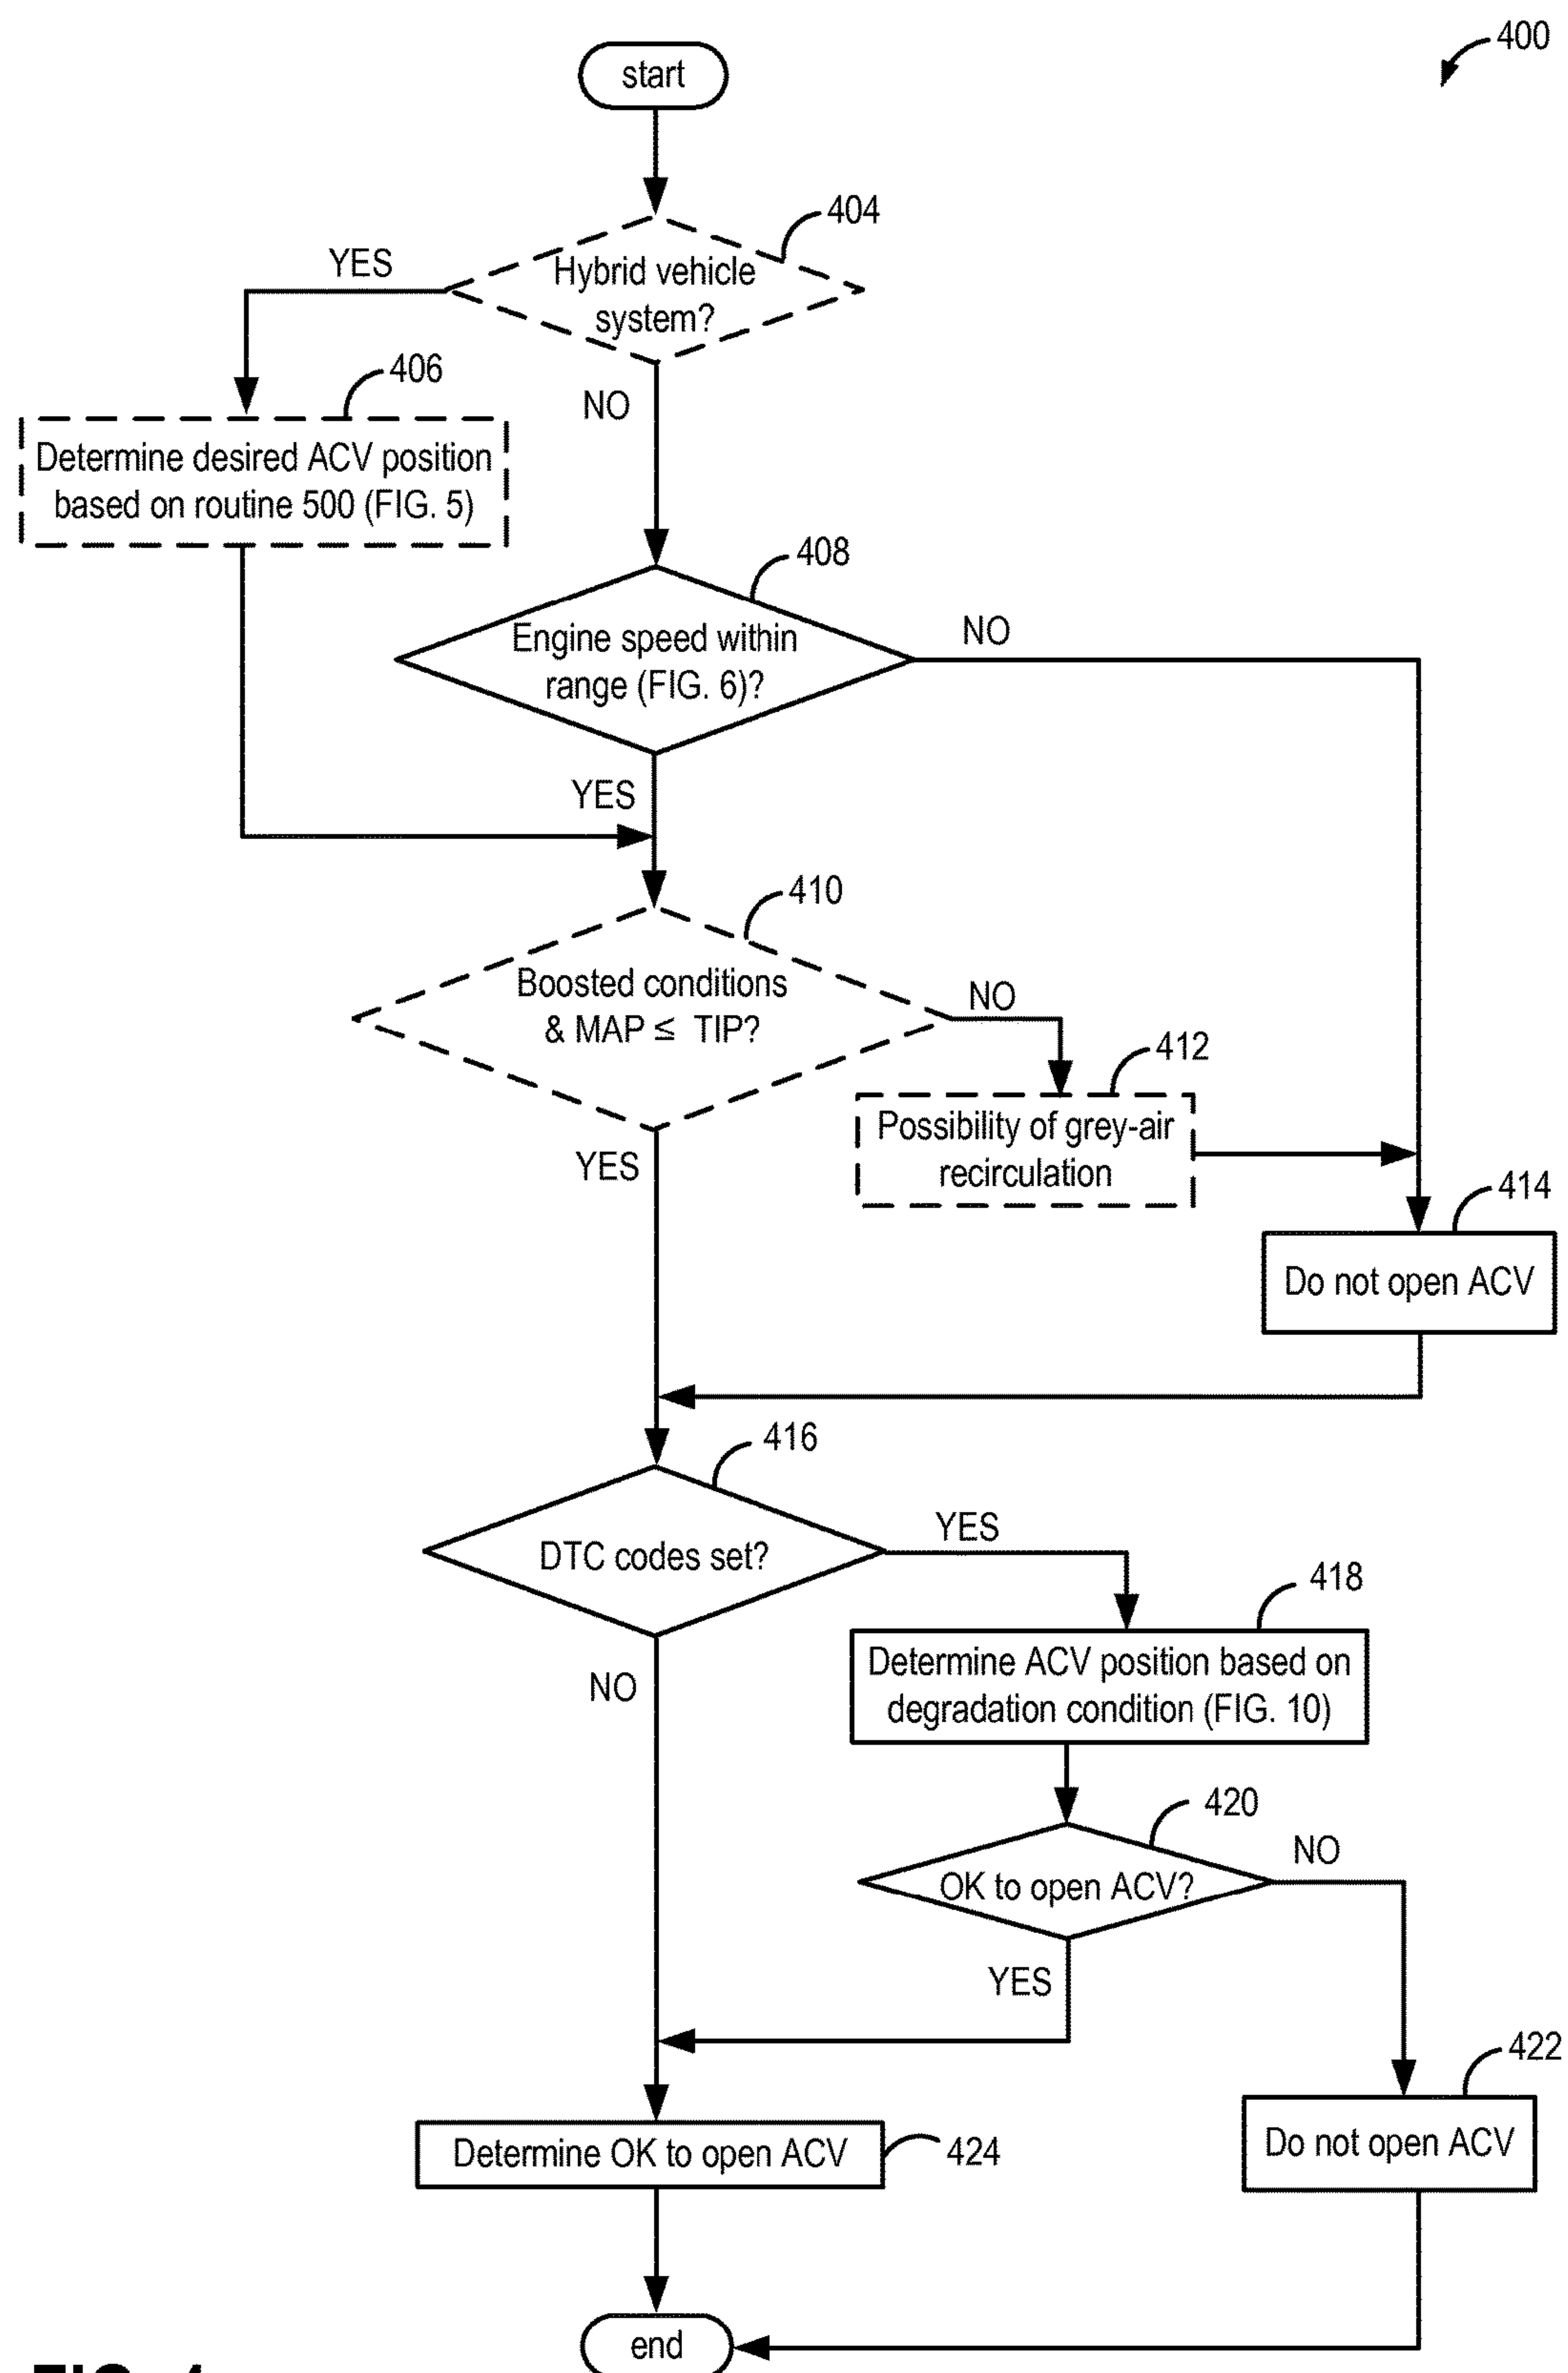 400
start
404
Hybrid vehicle
system?
YES
NO
406
Determine desired ACV position
based on routine 500 (FIG. 5)
408
Engine speed within
range (FIG. 6)?
NO
YES
410
Boosted conditions
& MAP ≤ TIP?
NO
YES
412
Possibility of grey-air
recirculation
414
Do not open ACV
416
DTC codes set?
YES
NO
418
Determine ACV position based on
degradation condition (FIG. 10)
420
OK to open ACV?
NO
YES
422
Do not open ACV
424
Determine OK to open ACV
end